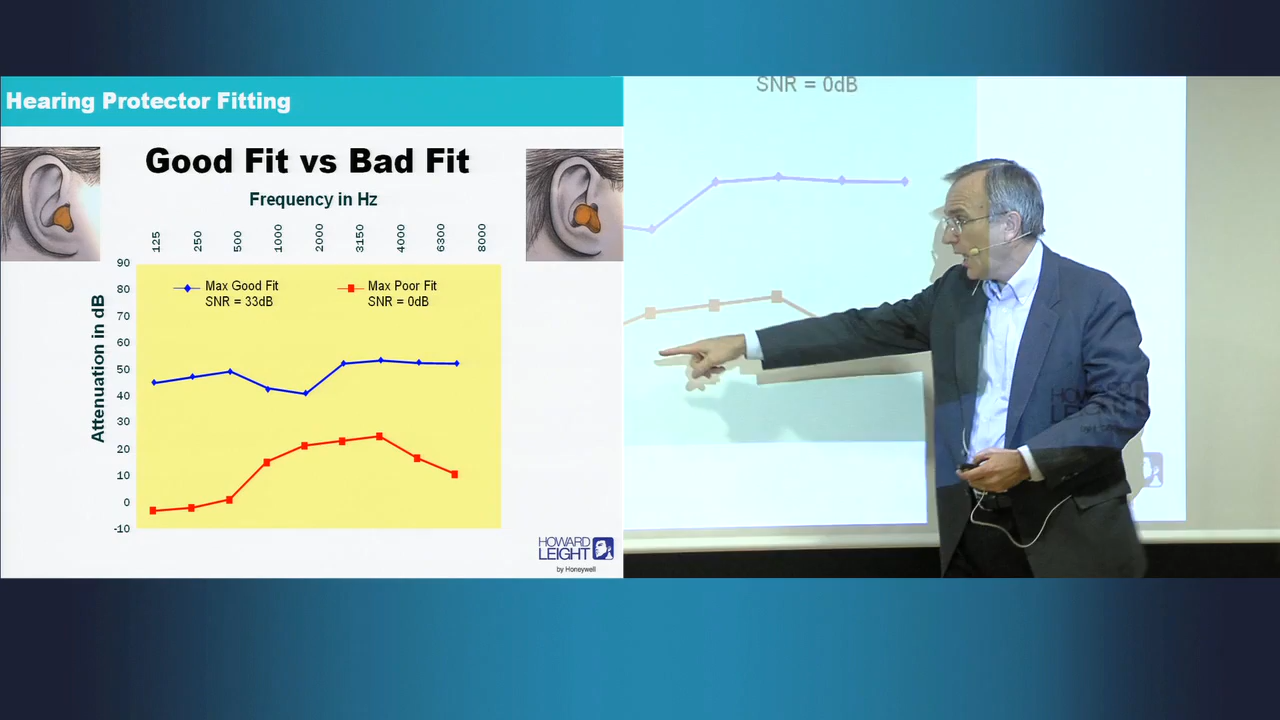 Hearing Protector Fitting
Good Fit vs Bad Fit
Frequency in Hz
125
250
500
1000
2000
3150
4000
6300
8000
Attenuation in dB
90
80
70
60
50
40
30
20
10
0
-10
Max Good Fit
SNR = 33dB
Max Poor Fit
SNR = 0dB
HOWARD
LEIGHT
by Honeywell
SNR = 0dB
HOWARD
LEIGHT